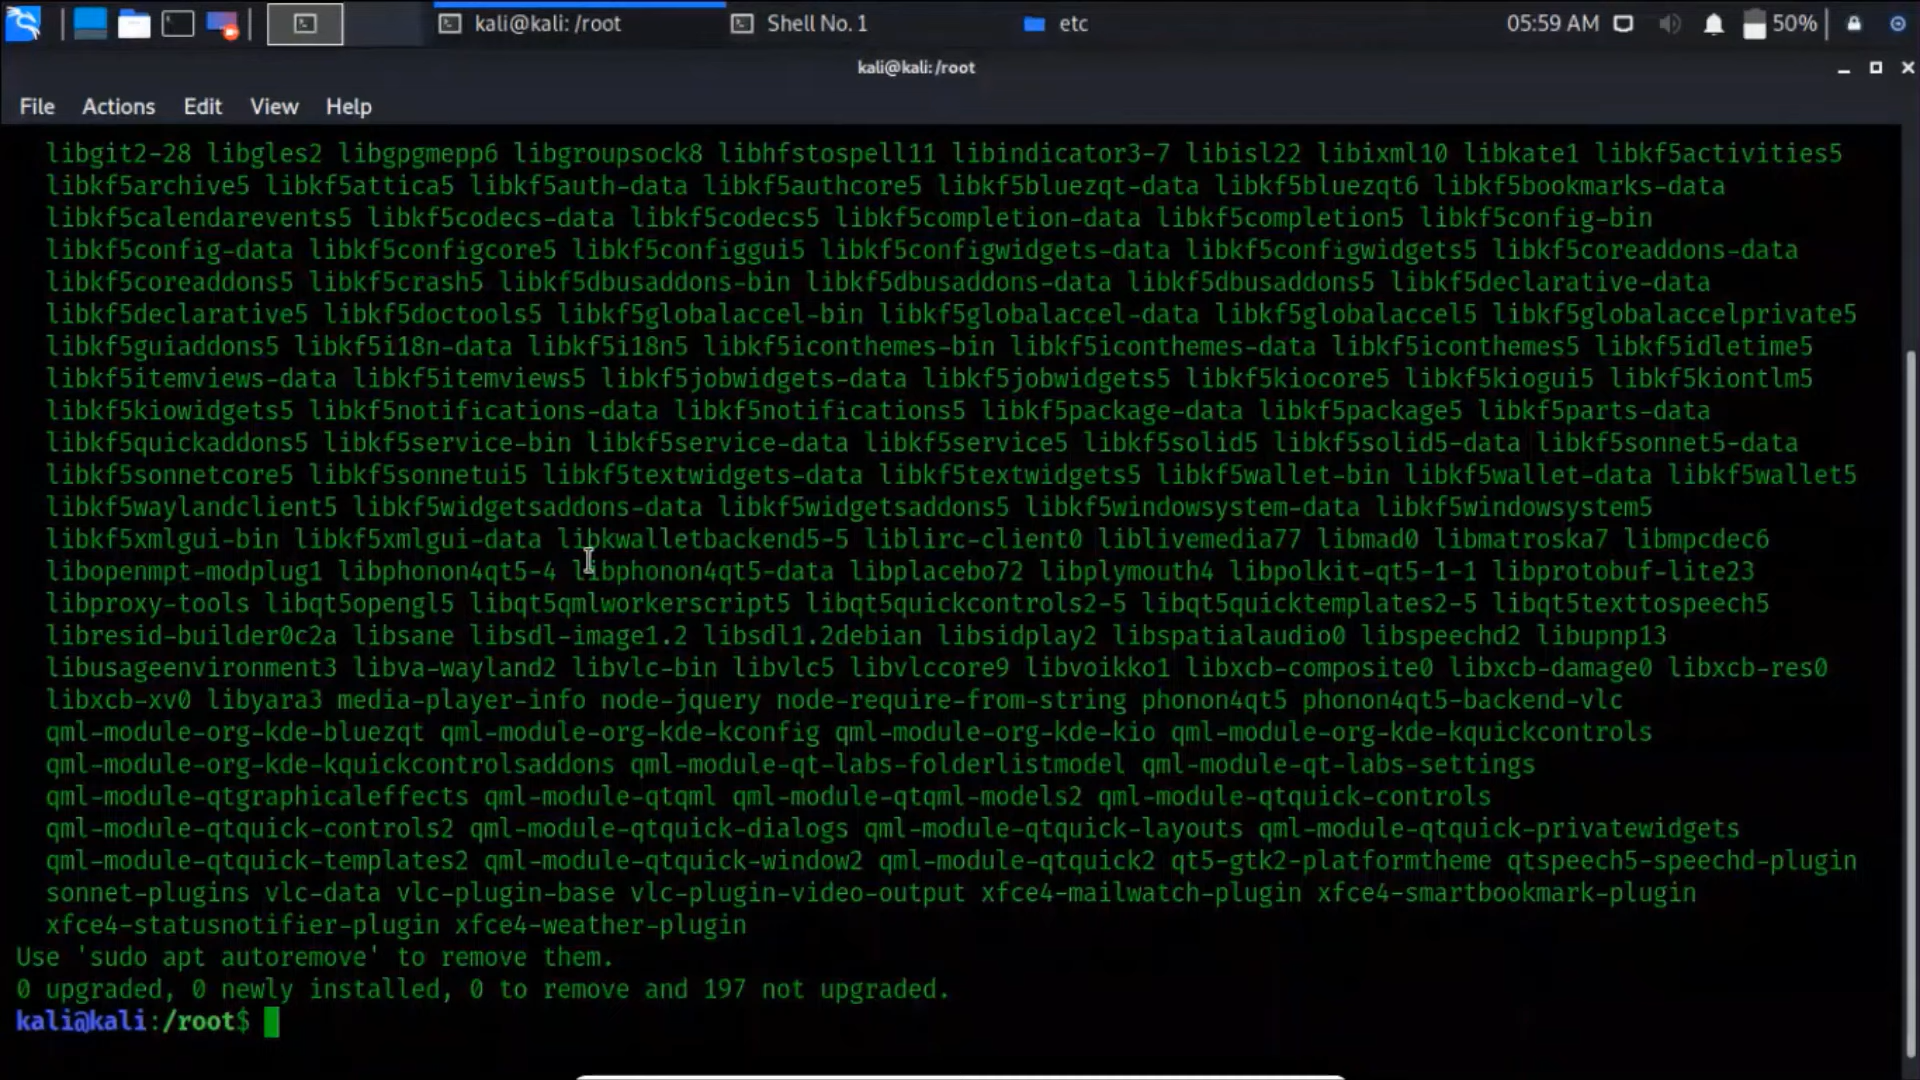 kali@kali: /root
Shell No. 1
etc
05:59 AM
50%
kali@kali:/root
File Actions Edit View Help
libgit2-28 libgles2 libgpgmepp6 libgroupsock8 libhfstospell11 libindicator3-7 libisl22 libixml10 libkate1 libkf5activities5
libkf5archive5 libkf5attica5 libkf5auth-data libkf5authcore5 libkf5bluezqt-data libkf5bluezqt6 libkf5bookmarks-data
libkf5calendarevents5 libkf5codecs-data libkf5codecs5 libkf5completion-data libkf5completion5 libkf5config-bin
libkf5config-data libkf5configcore5 libkf5configgui5 libkf5configwidgets-data libkf5configwidgets5 libkf5coreaddons-data
libkf5coreaddons5 libkf5crash5 libkf5dbusaddons-bin libkf5dbusaddons-data libkf5dbusaddons5 libkf5declarative-data
libkf5declarative5 libkf5doctools5 libkf5globalaccel-bin libkf5globalaccel-data libkf5globalaccel5 libkf5globalaccelprivate5
libkf5guiaddons5 libkf5i18n-data libkf5i18n5 libkf5iconthemes-bin libkf5iconthemes-data libkf5iconthemes5 libkf5idletime5
libkf5itemviews-data libkf5itemviews5 libkf5jobwidgets-data libkf5jobwidgets5 libkf5kiocore5 libkf5kiogui5 libkf5kiontlm5
libkf5kiowidgets5 libkf5notifications-data libkf5notifications5 libkf5package-data libkf5package5 libkf5parts-data
libkf5quickaddons5 libkf5service-bin libkf5service-data libkf5service5 libkf5solid5 libkf5solid5-data libkf5sonnet5-data
libkf5sonnetcore5 libkf5sonnetui5 libkf5textwidgets-data libkf5textwidgets5 libkf5wallet-bin libkf5wallet-data libkf5wallet5
libkf5waylandclient5 libkf5widgetsaddons-data libkf5widgetsaddons5 libkf5windowsystem-data libkf5windowsystem5
libkf5xmlgui-bin libkf5xmlgui-data libkwalletbackend5-5 liblirc-client0 liblivemedia77 libmad0 libmatroska7 libmpcdec6
libopenmpt-modplug1 libphonon4qt5-4 libphonon4qt5-data libplacebo72 libplymouth4 libpolkit-qt5-1-1 libprotobuf-lite23
libproxy-tools libqt5opengl5 libqt5qmlworkerscript5 libqt5quickcontrols2-5 libqt5quicktemplates2-5 libqt5texttospeech5
libresid-builder0c2a libsane libsdl-image1.2 libsdl1.2debian libsidplay2 libspatialaudio0 libspeechd2 libupnp13
libusageenvironment3 libva-wayland2 libvlc-bin libvlc5 libvlccore9 libvoikko1 libxcb-composite0 libxcb-damage0 libxcb-res0
libxcb-xv0 libyara3 media-player-info node-jquery node-require-from-string phonon4qt5 phonon4qt5-backend-vlc
qml-module-org-kde-bluezqt qml-module-org-kde-kconfig qml-module-org-kde-kio qml-module-org-kde-kquickcontrols
qml-module-org-kde-kquickcontrolsaddons qml-module-qt-labs-folderlistmodel qml-module-qt-labs-settings
qml-module-qtgraphicaleffects qml-module-qtqml qml-module-qtqml-models2 qml-module-qtquick-controls
qml-module-qtquick-controls2 qml-module-qtquick-dialogs qml-module-qtquick-layouts qml-module-qtquick-privatewidgets
qml-module-qtquick-templates2 qml-module-qtquick-window2 qml-module-qtquick2 qt5-gtk2-platformtheme qtspeech5-speechd-plugin
sonnet-plugins vlc-data vlc-plugin-base vlc-plugin-video-output xfce4-mailwatch-plugin xfce4-smartbookmark-plugin
xfce4-statusnotifier-plugin xfce4-weather-plugin
Use 'sudo apt autoremove' to remove them.
0 upgraded, 0 newly installed, 0 to remove and 197 not upgraded.
kali@kali:/root$